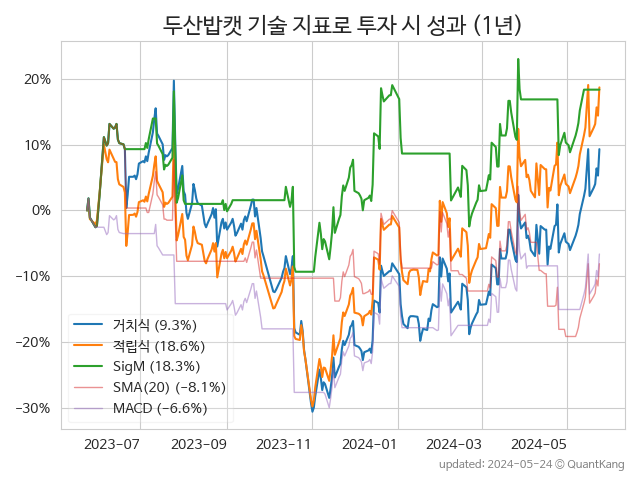 두산밥캣 기술 지표로 투자 시 성과 (1년)
20%
10%
0%
−10%
−20%
−30%
거치식 (9.3%)
적립식 (18.6%)
SigM (18.3%)
SMA(20) (−8.1%)
MACD (−6.6%)
2023-07
2023-09
2023-11
2024-01
2024-03
2024-05
updated: 2024-05-24 © QuantKang